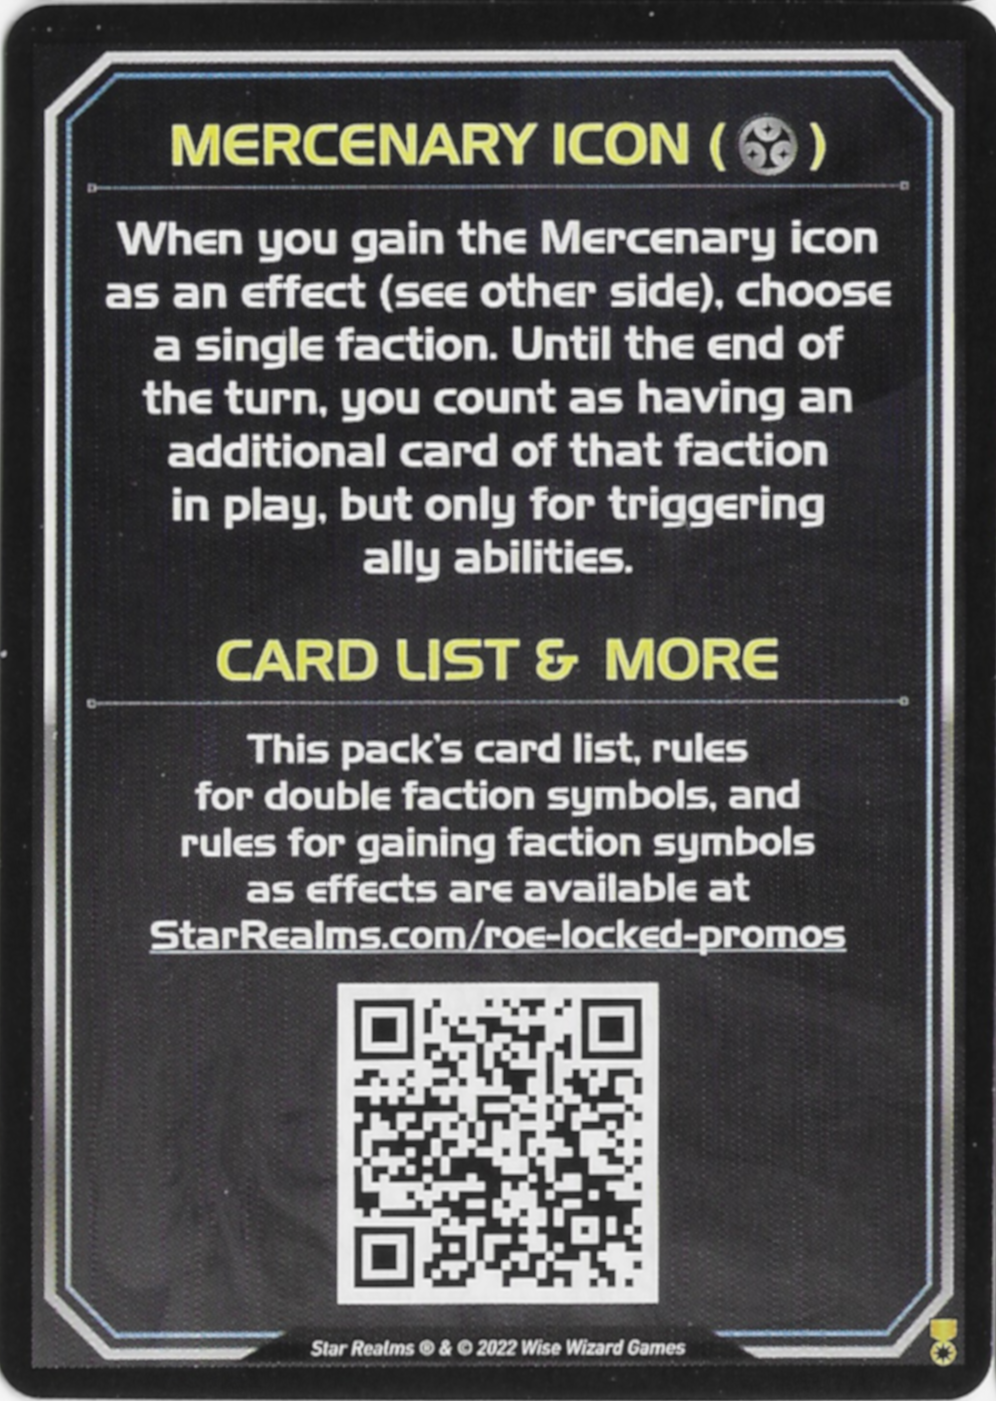 MERCENARY ICON ( )
When you gain the Mercenary icon
as an effect (see other side), choose
a single faction. Until the end of
the turn, you count as having an
additional card of that faction
in play, but only for triggering
ally abilities.
CARD LIST & MORE
This pack's card list, rules
for double faction symbols, and
rules for gaining faction symbols
as effects are available at
StarRealms.com/roe-locked-promos
Star Realms ® & © 2022 Wise Wizard Games